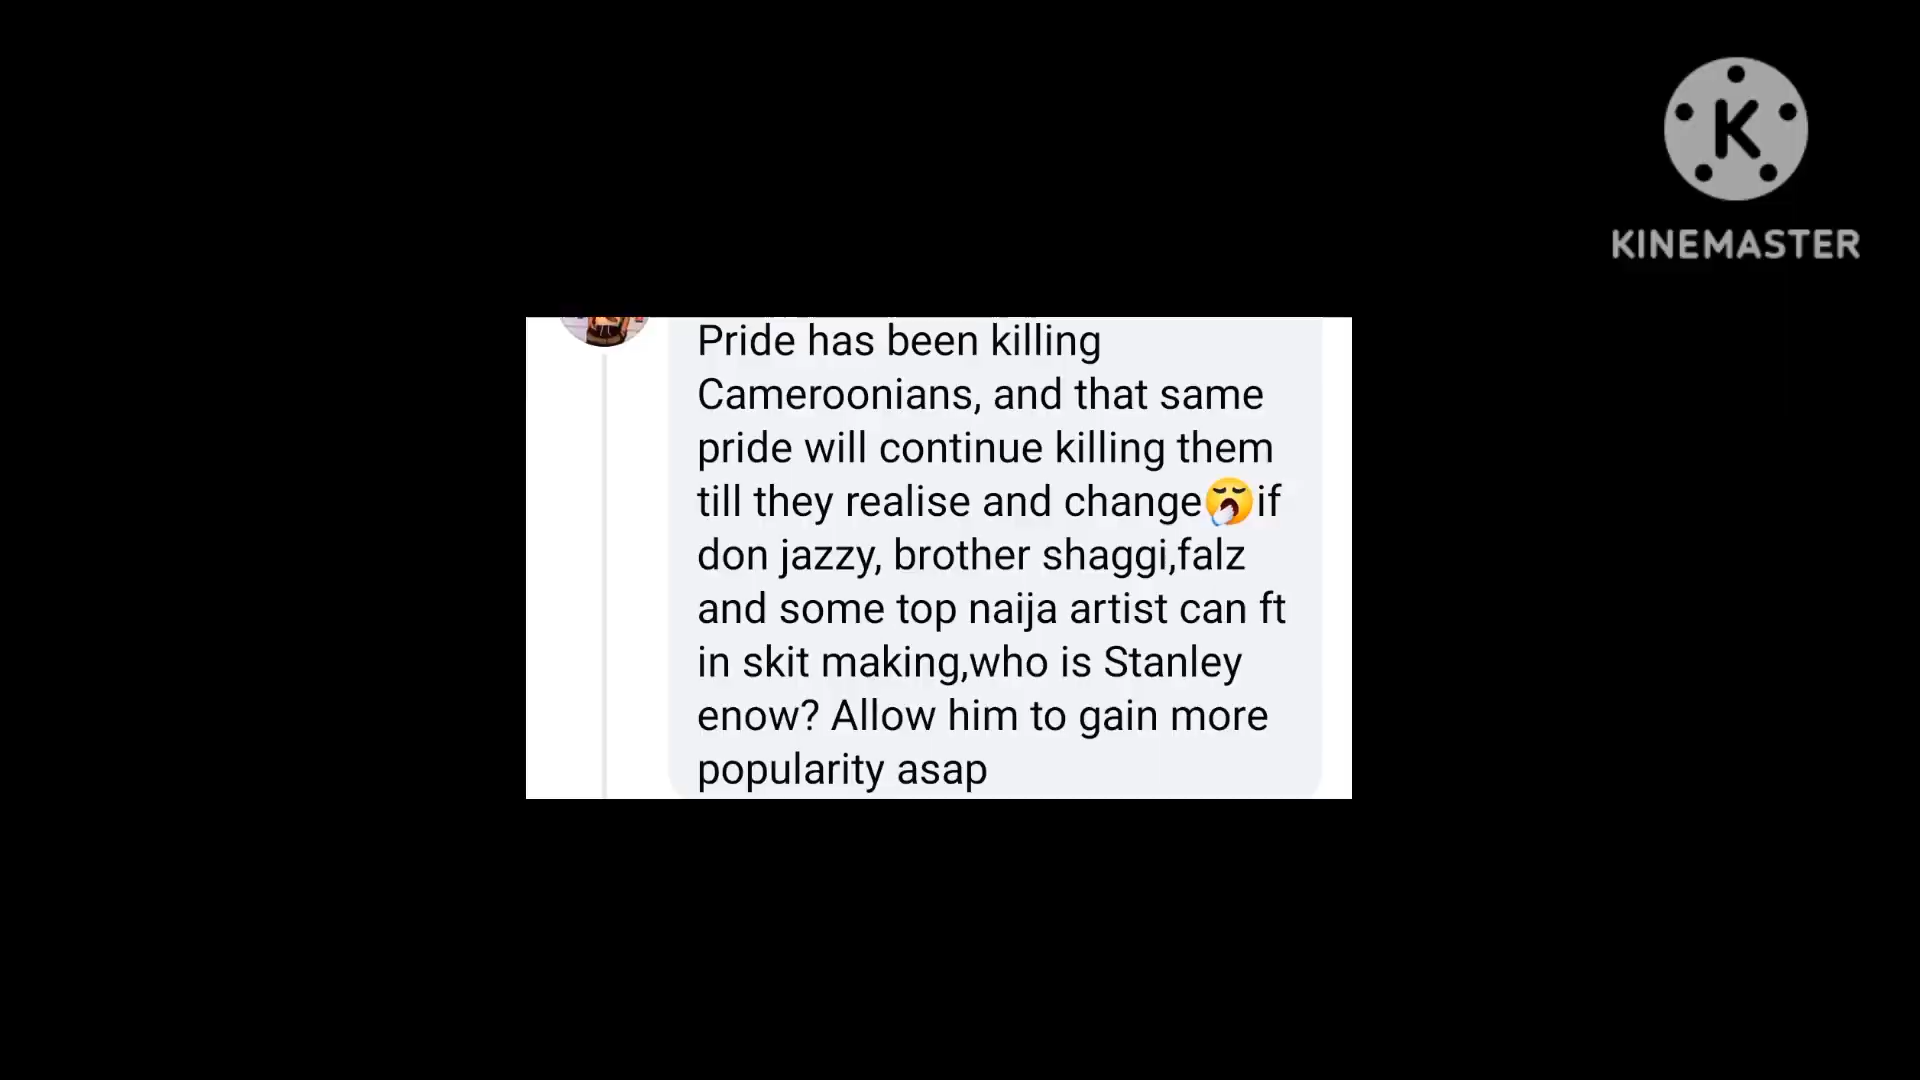 K
KINEMASTER
Pride has been killing
Cameroonians, and that same
pride will continue killing them
till they realise and change🥱if
don jazzy, brother shaggi,falz
and some top naija artist can ft
in skit making,who is Stanley
enow? Allow him to gain more
popularity asap